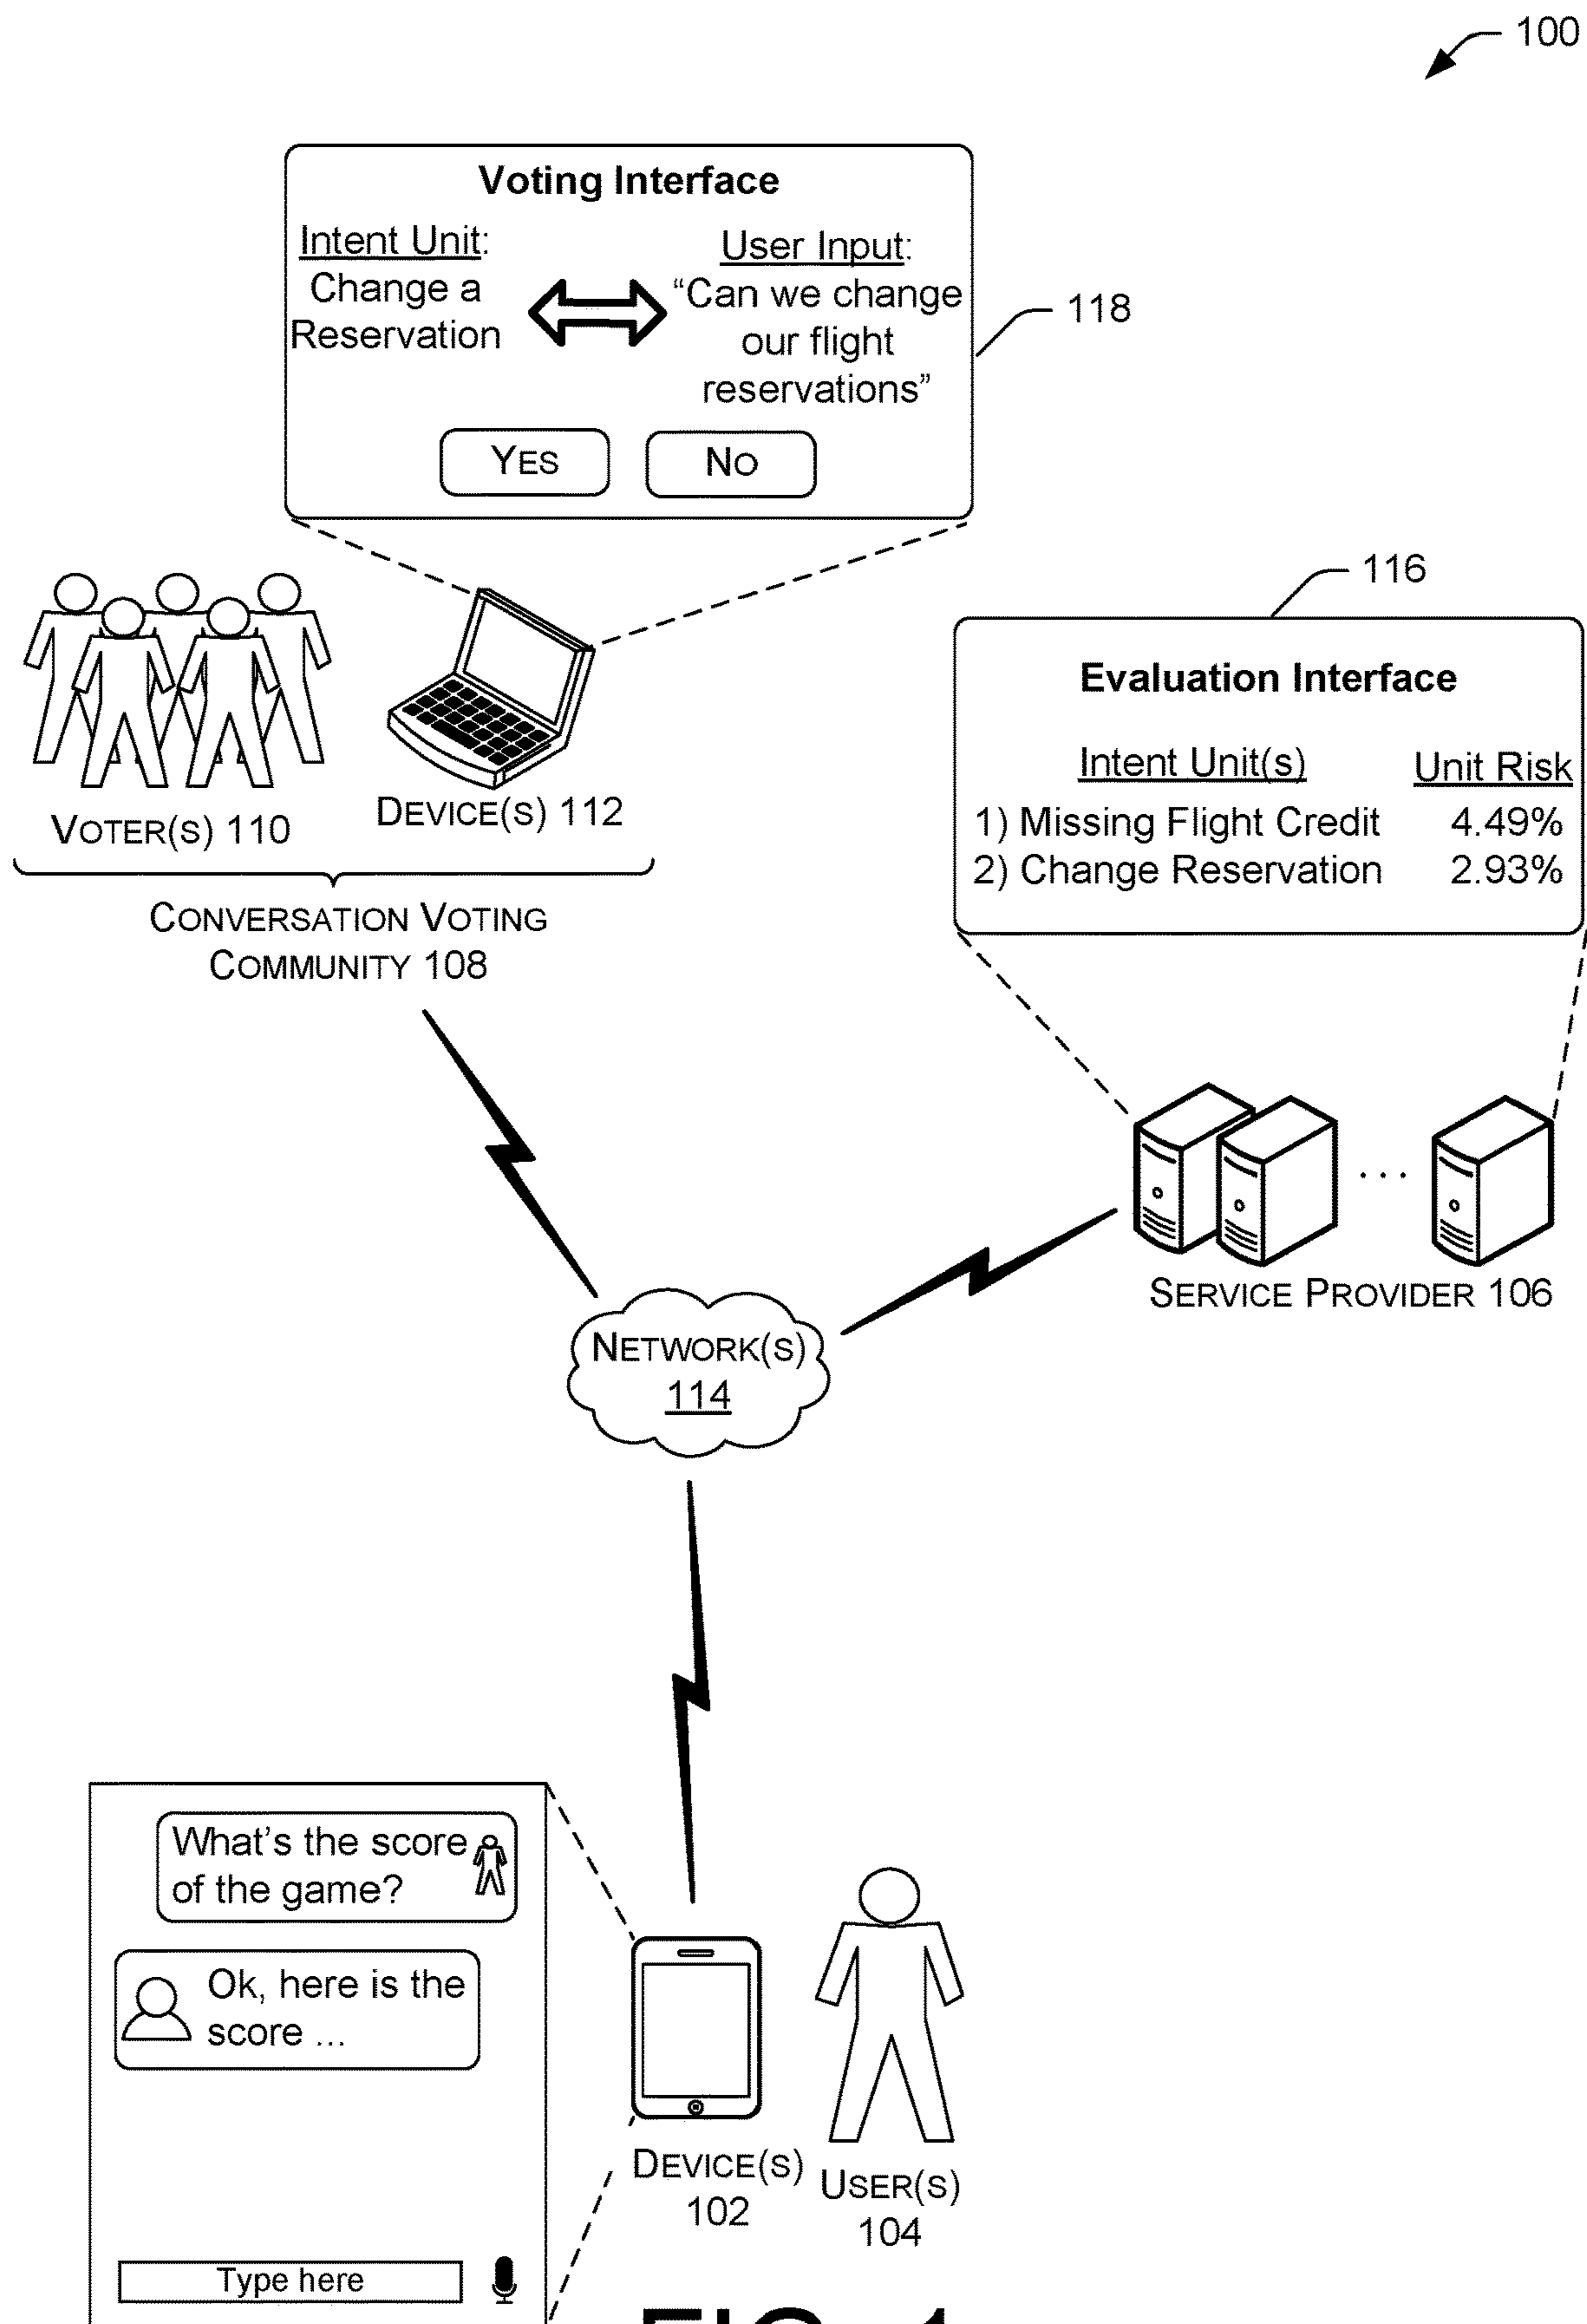 100
Voting Interface
Intent Unit:
Change a
Reservation
User Input:
“Can we change
our flight
reservations”
YES
NO
118
116
Evaluation Interface
Intent Unit(s) Unit Risk
1) Missing Flight Credit 4.49%
2) Change Reservation 2.93%
VOTER(S) 110
DEVICE(S) 112
CONVERSATION VOTING
COMMUNITY 108
SERVICE PROVIDER 106
NETWORK(S)
114
What's the score
of the game?
Ok, here is the
score ...
Type here
DEVICE(S)
102
USER(S)
104
FIG. 1